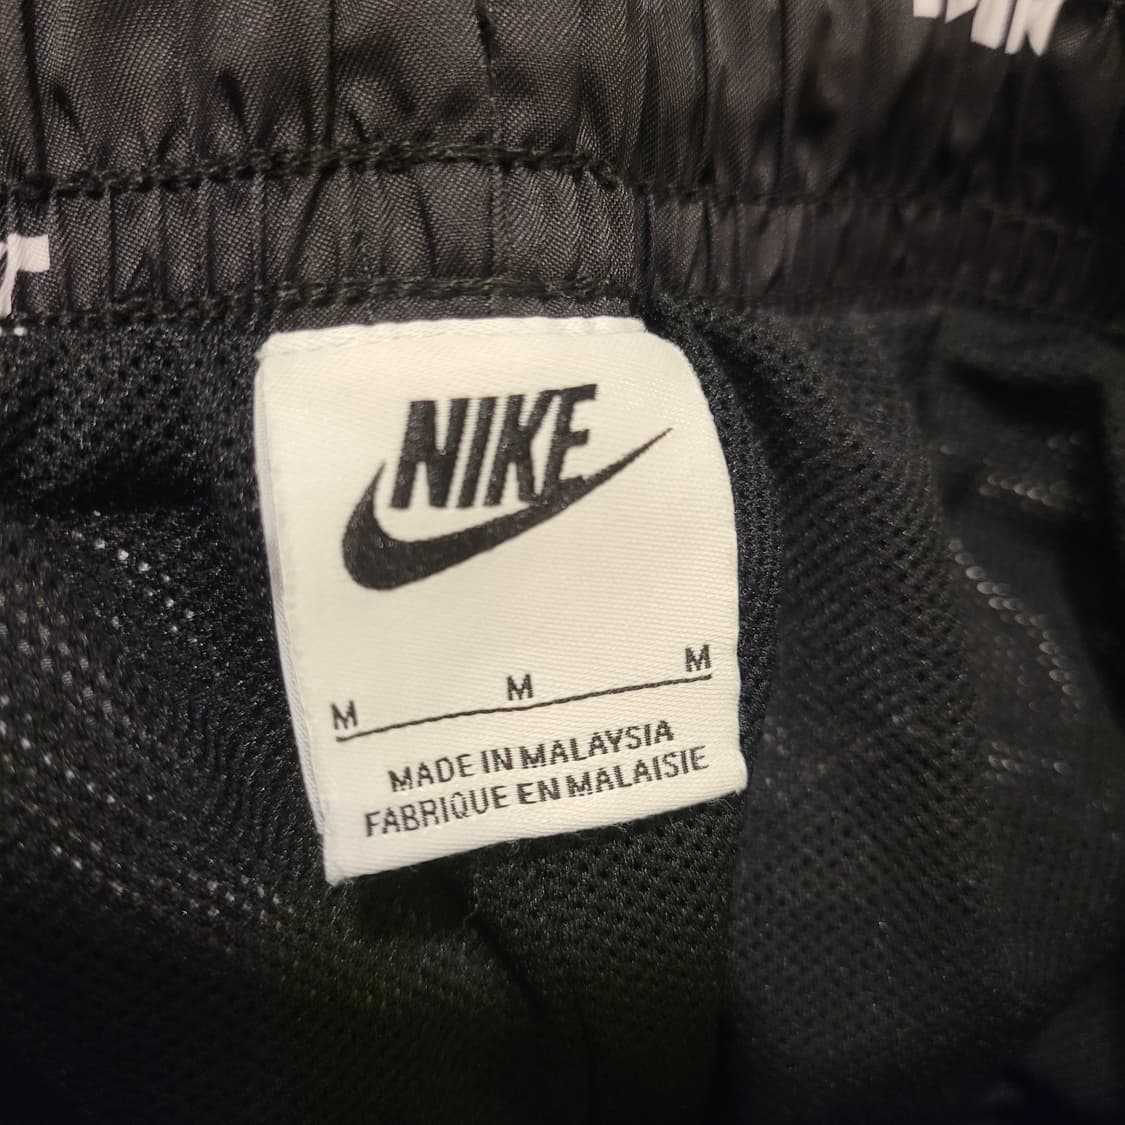 NIKE
M M M
MADE IN MALAYSIA
FABRIQUE EN MALAISIE